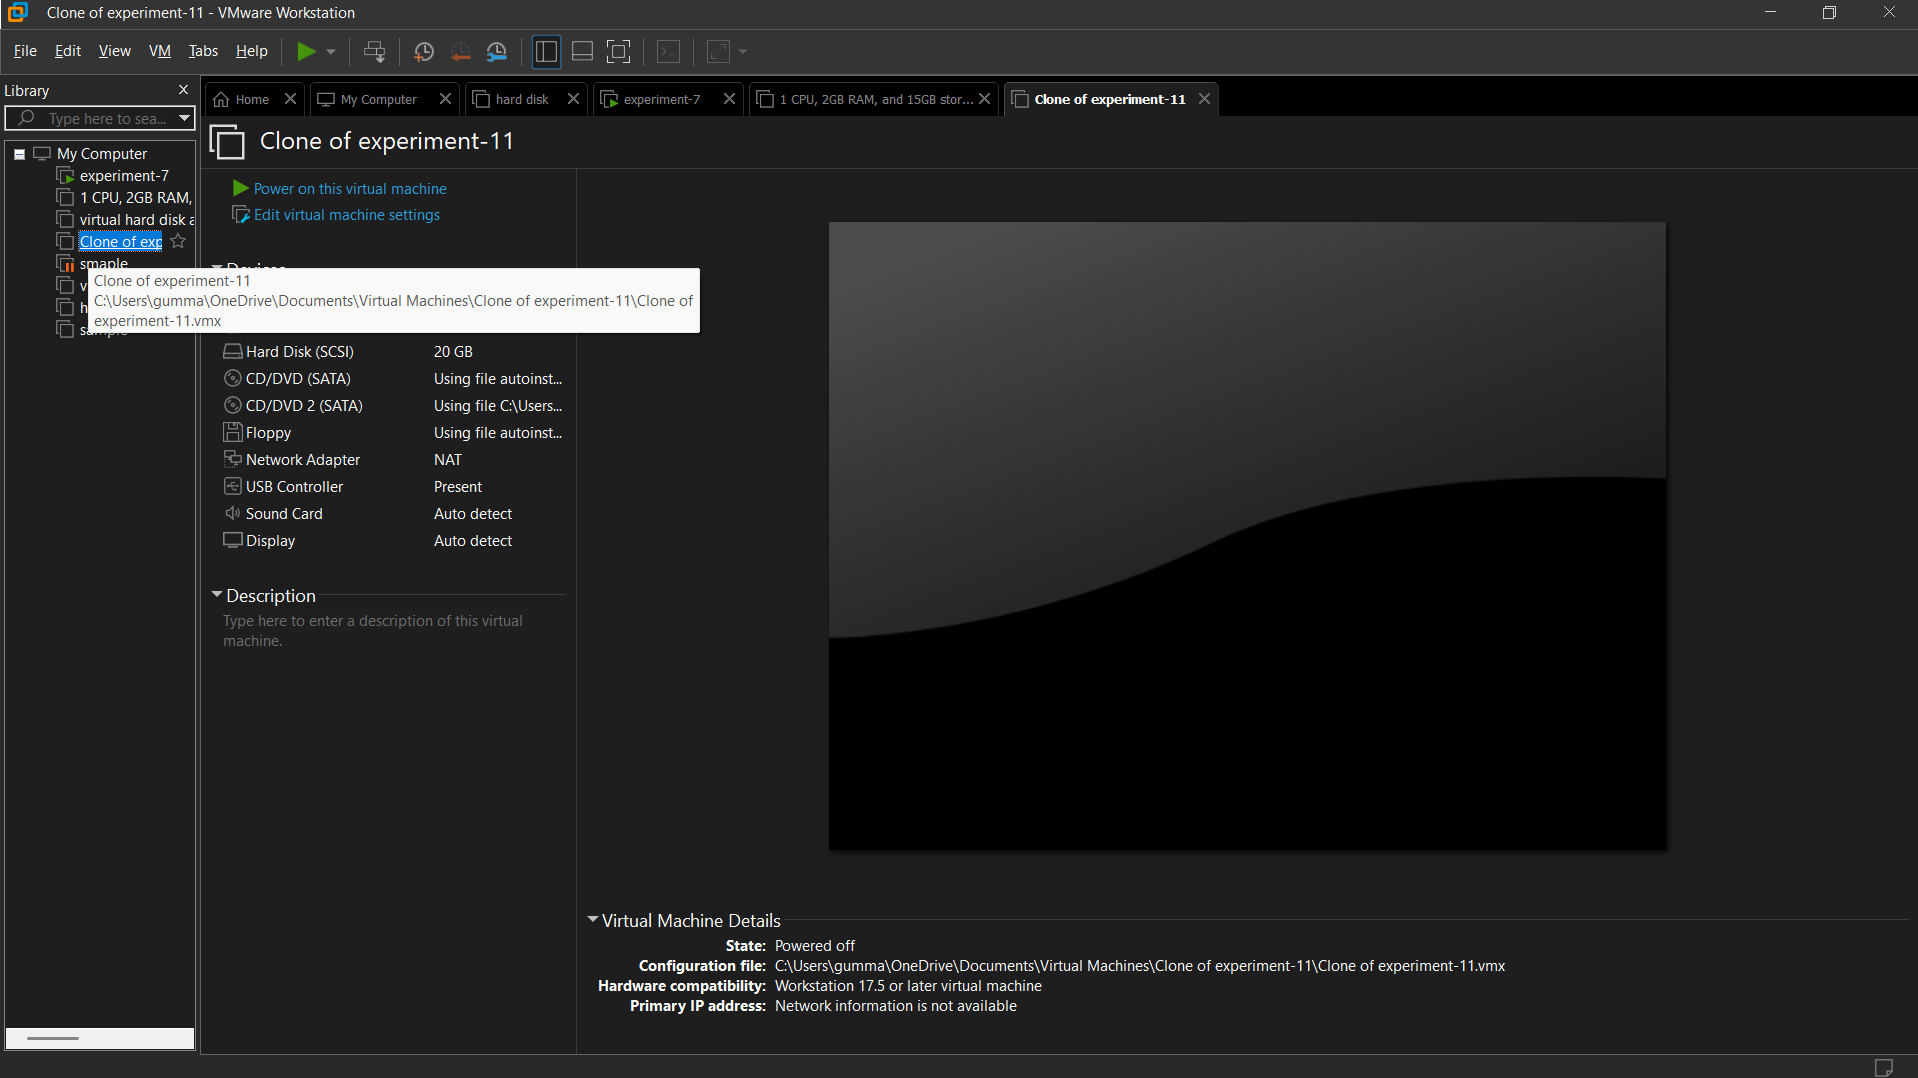 Clone of experiment-11 - VMware Workstation
File Edit View VM Tabs Help
Library
Type here to sea...
My Computer
experiment-7
1 CPU, 2GB RAM,
virtual hard disk a
Clone of exp
smaple
v
h
sample
Home
My Computer
hard disk
experiment-7
1 CPU, 2GB RAM, and 15GB stor...
Clone of experiment-11
Clone of experiment-11
Power on this virtual machine
Edit virtual machine settings
Devices
Clone of experiment-11
C:\Users\gumma\OneDrive\Documents\Virtual Machines\Clone of experiment-11\Clone of
experiment-11.vmx
Hard Disk (SCSI) 20 GB
CD/DVD (SATA) Using file autoinst...
CD/DVD 2 (SATA) Using file C:\Users...
Floppy Using file autoinst...
Network Adapter NAT
USB Controller Present
Sound Card Auto detect
Display Auto detect
Description
Type here to enter a description of this virtual
machine.
Virtual Machine Details
State: Powered off
Configuration file: C:\Users\gumma\OneDrive\Documents\Virtual Machines\Clone of experiment-11\Clone of experiment-11.vmx
Hardware compatibility: Workstation 17.5 or later virtual machine
Primary IP address: Network information is not available